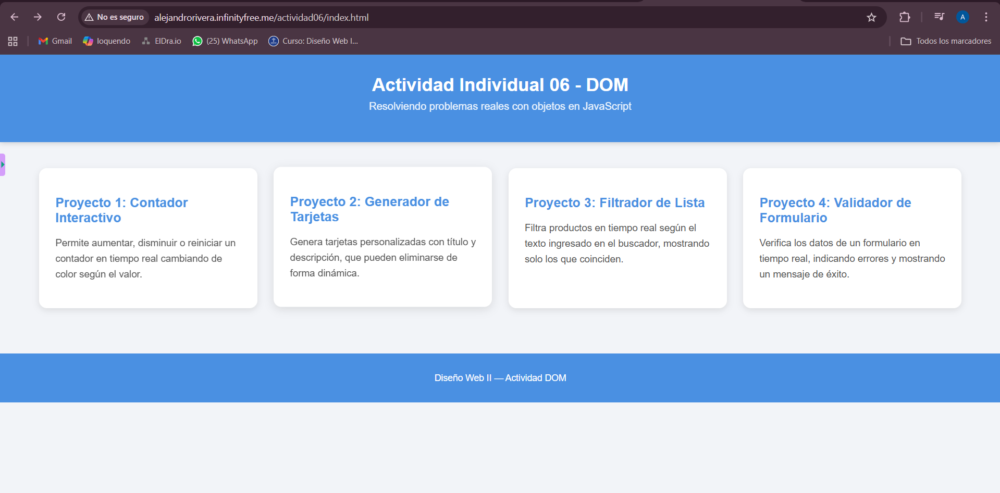 No es seguro
alejandrorivera.infinityfree.me/actividad06/index.html
A
Gmail
loquendo
ElDra.io
(25) WhatsApp
Curso: Diseño Web I...
Todos los marcadores
Actividad Individual 06 - DOM
Resolviendo problemas reales con objetos en JavaScript
Proyecto 1: Contador
Interactivo
Permite aumentar, disminuir o reiniciar un
contador en tiempo real cambiando de
color según el valor.
Proyecto 2: Generador de
Tarjetas
Genera tarjetas personalizadas con título y
descripción, que pueden eliminarse de
forma dinámica.
Proyecto 3: Filtrador de Lista
Filtra productos en tiempo real según el
texto ingresado en el buscador, mostrando
solo los que coinciden.
Proyecto 4: Validador de
Formulario
Verifica los datos de un formulario en
tiempo real, indicando errores y mostrando
un mensaje de éxito.
Diseño Web II — Actividad DOM